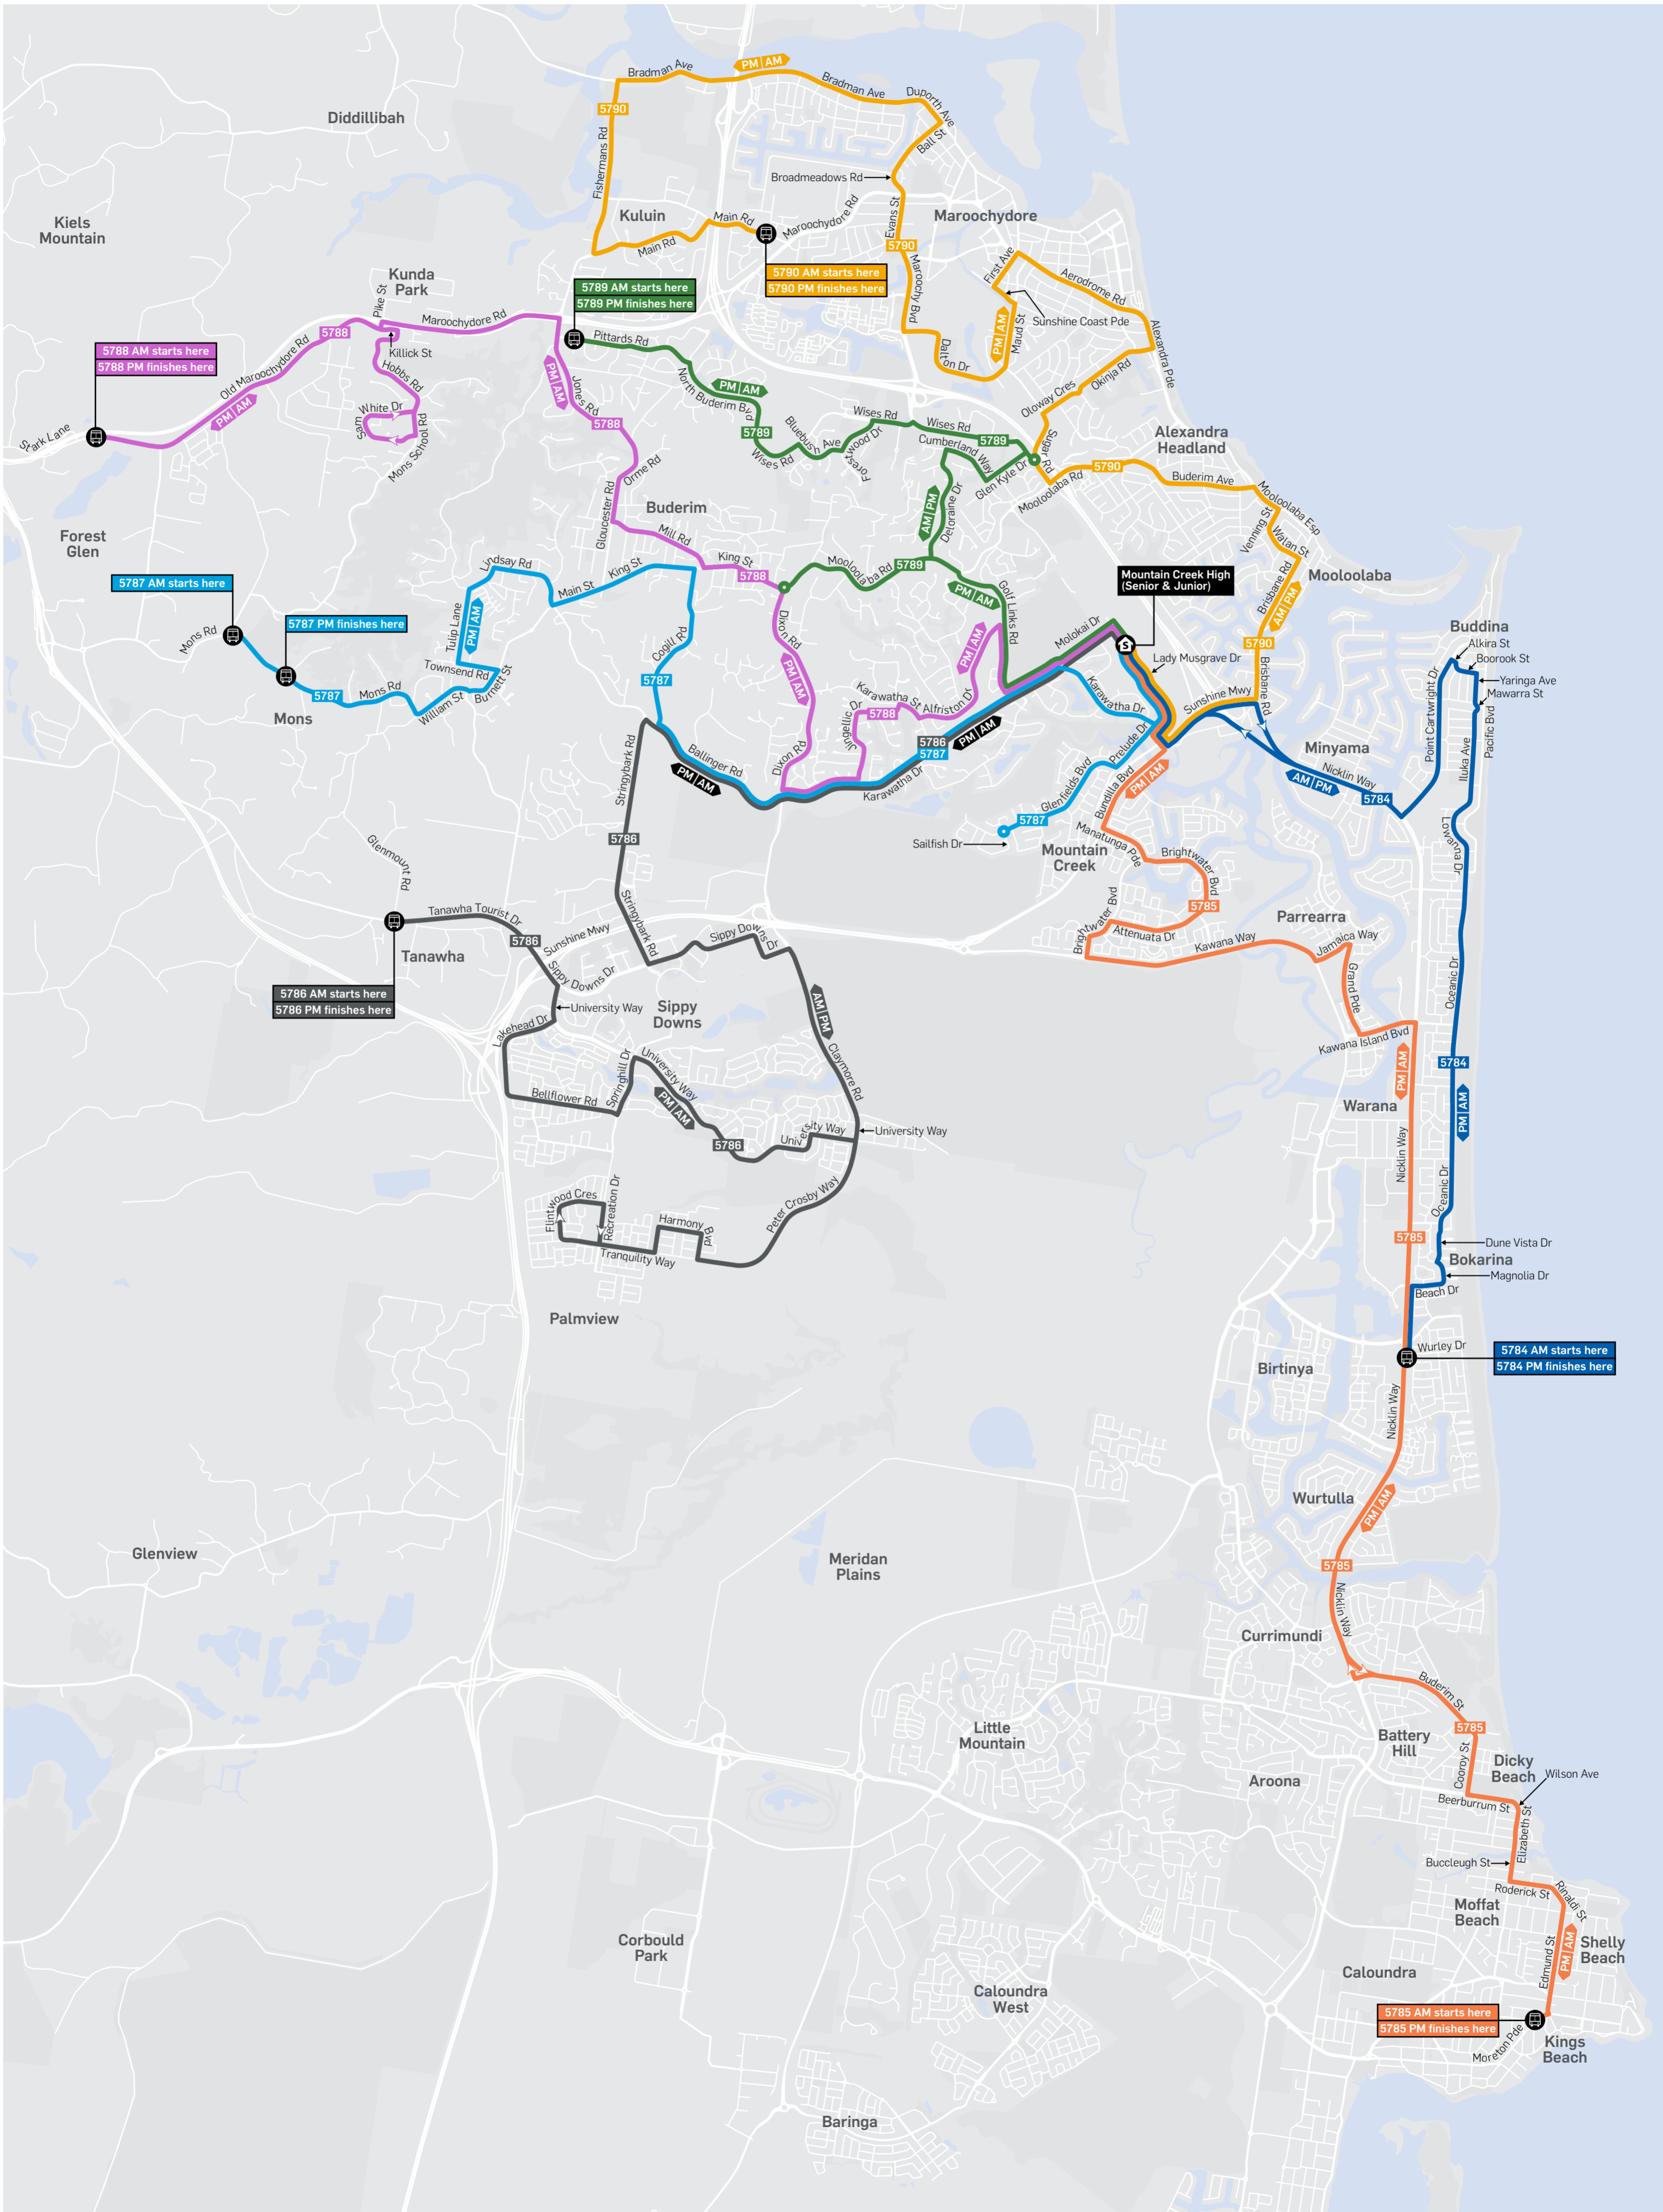 Bradman Ave
PM AM
Bradman Ave
Duporth Ave
5790
Diddillibah
Ball St
Fishermans Rd
Broadmeadows Rd
Kiels
Mountain
Kuluin
Main Rd
Maroochydore Rd
Evans St
Maroochydore
Main Rd
5790
First Ave
5790 AM starts here
5790 PM finishes here
Kunda
Park
5789 AM starts here
5789 PM finishes here
Aerodrome Rd
Maroochy Bvd
Pike St
Maroochydore Rd
5788
Sunshine Coast Pde
PM AM
Maud St
Pittards Rd
Alexandra Pde
5788 AM starts here
5788 PM finishes here
Old Maroochydore Rd
Killick St
Dalton Dr
Hobbs Rd
PM AM
Jones Rd
North Buderim Bvd
PM AM
Okinja Rd
Oloway Cres
PM AM
Sam White Dr
Mons School Rd
5788
5789
Bluebush Ave
Wises Rd
Forestwood Dr
Wises Rd
Wises Rd
5789
Cumberland Way
Stark Lane
Sugar Rd
Alexandra
Headland
Orme Rd
Glen Kyle Dr
5790
Mooloolaba Rd
Buderim Ave
Mooloolaba Esp
Gloucester Rd
Buderim
AM PM
Deloraine Dr
Forest
Glen
Mill Rd
Venning St
Walan St
Lindsay Rd
King St
King St
5788
Mooloolaba Rd
5789
Mooloolaba
5787 AM starts here
Main St
Mountain Creek High
(Senior & Junior)
Brisbane Rd
AM PM
Tulip Lane
PM AM
PM AM
Golf Links Rd
5787 PM finishes here
Dixon Rd
PM AM
Molokai Dr
Buddina
Mons Rd
Cogill Rd
5790
Alkira St
Boorook St
Townsend Rd
Lady Musgrave Dr
Yaringa Ave
Mawarra St
5787
Mons Rd
William St
Burnett St
5787
PM AM
Karawatha St
Alfriston Dr
5788
Karawatha Dr
Sunshine Mwy
Brisbane Rd
Point Cartwright Dr
Pacific Bvd
Mons
Jingellic Dr
5786
5787
PM AM
Prelude Dr
Minyama
Iluka Ave
Stringybark Rd
Ballinger Rd
PM AM
Dixon Rd
Karawatha Dr
Bundilla Bvd
PM AM
Nicklin Way
AM PM
5784
Glenfields Bvd
5787
Sailfish Dr
Manatunga Pde
Lowanna Dr
5786
Mountain
Creek
Brightwater Bvd
Glenmount Rd
Brightwater Bvd
5785
Stringybark Rd
Parrearra
Tanawha Tourist Dr
5786
Sunshine Mwy
Sippy Downs Dr
Attenuata Dr
Kawana Way
Jamaica Way
Tanawha
Sippy Downs Dr
Grand Pde
Oceanic Dr
5786 AM starts here
5786 PM finishes here
University Way
Sippy
Downs
AM PM
Lakehead Dr
Kawana Island Bvd
Claymore Rd
University Way
Springhill Dr
5784
PM AM
Bellflower Rd
PM AM
Warana
PM AM
5786
University Way
University Way
Nicklin Way
Oceanic Dr
Flintwood Cres
Recreation Dr
Peter Crosby Way
Harmony Bvd
5785
Dune Vista Dr
Tranquility Way
Bokarina
Magnolia Dr
Beach Dr
Palmview
Wurley Dr
5784 AM starts here
5784 PM finishes here
Birtinya
Nicklin Way
Wurtulla
PM AM
Glenview
Meridan
Plains
5785
Nicklin Way
Currimundi
Buderim St
Little
Mountain
5785
Battery
Hill
Cooroy St
Dicky
Beach
Wilson Ave
Aroona
Beerburrum St
Elizabeth St
Buccleugh St
Roderick St
Rinaldi St
Moffat
Beach
Corbould
Park
Edmund St
PM AM
Shelly
Beach
Caloundra
Caloundra
West
5785 AM starts here
5785 PM finishes here
Moreton Pde
Kings
Beach
Baringa